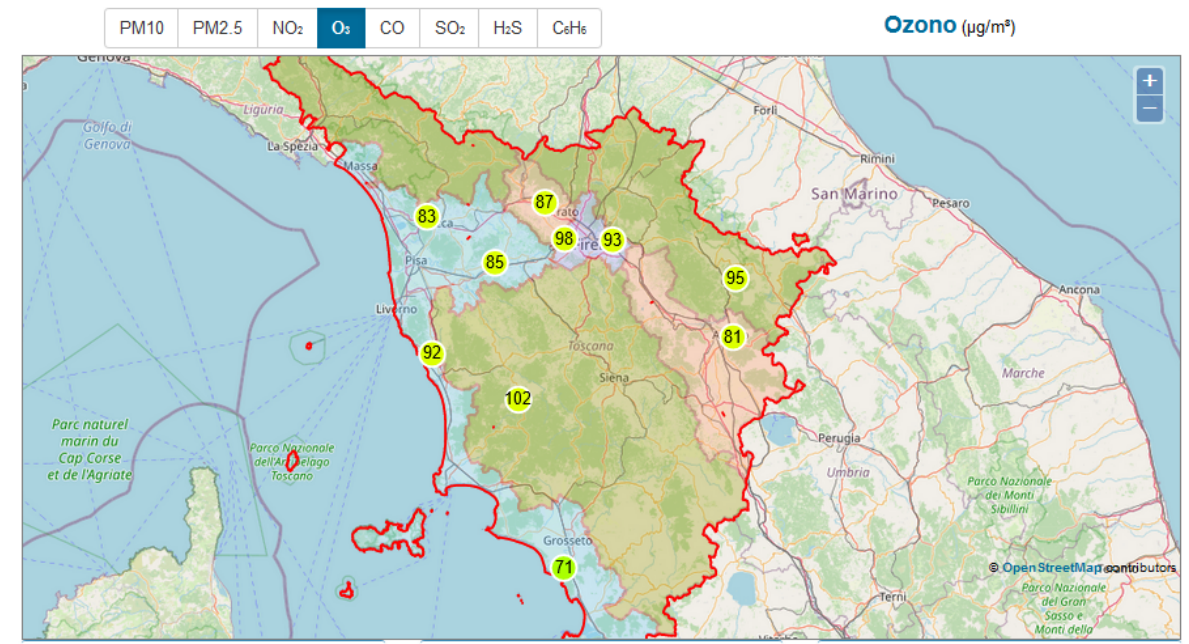 PM10 PM2.5 NO₂ O₃ CO SO₂ H₂S C₆H₆
Ozono (µg/m³)
+
−
Genova
Liguria
Golfo di
Genova
La Spezia
Massa
Forlì
Rimini
San Marino
Pesaro
87
83
98
93
Pisa
85
95
Ancona
Livorno
81
92
Toscana
Siena
Marche
102
Parc naturel
marin du
Cap Corse
et de l'Agriate
Parco Nazionale
dell'Arcipelago
Toscano
Perugia
Umbria
Parco Nazionale
dei Monti
Sibillini
Grosseto
71
© OpenStreetMap contributors
Terni
Parco Nazionale
del Gran
Sasso e
Monti della